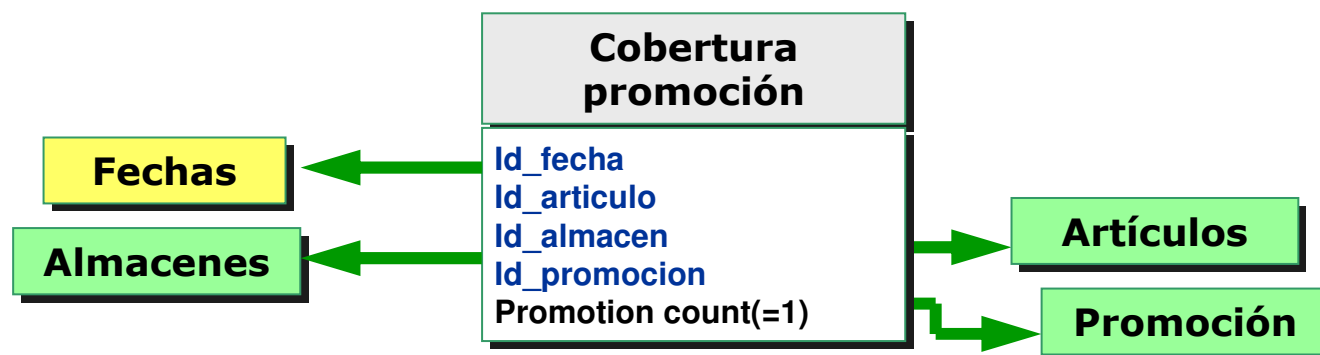 Cobertura
promoción
Fechas
Almacenes
Id_fecha
Id_articulo
Id_almacen
Id_promocion
Promotion count(=1)
Artículos
Promoción